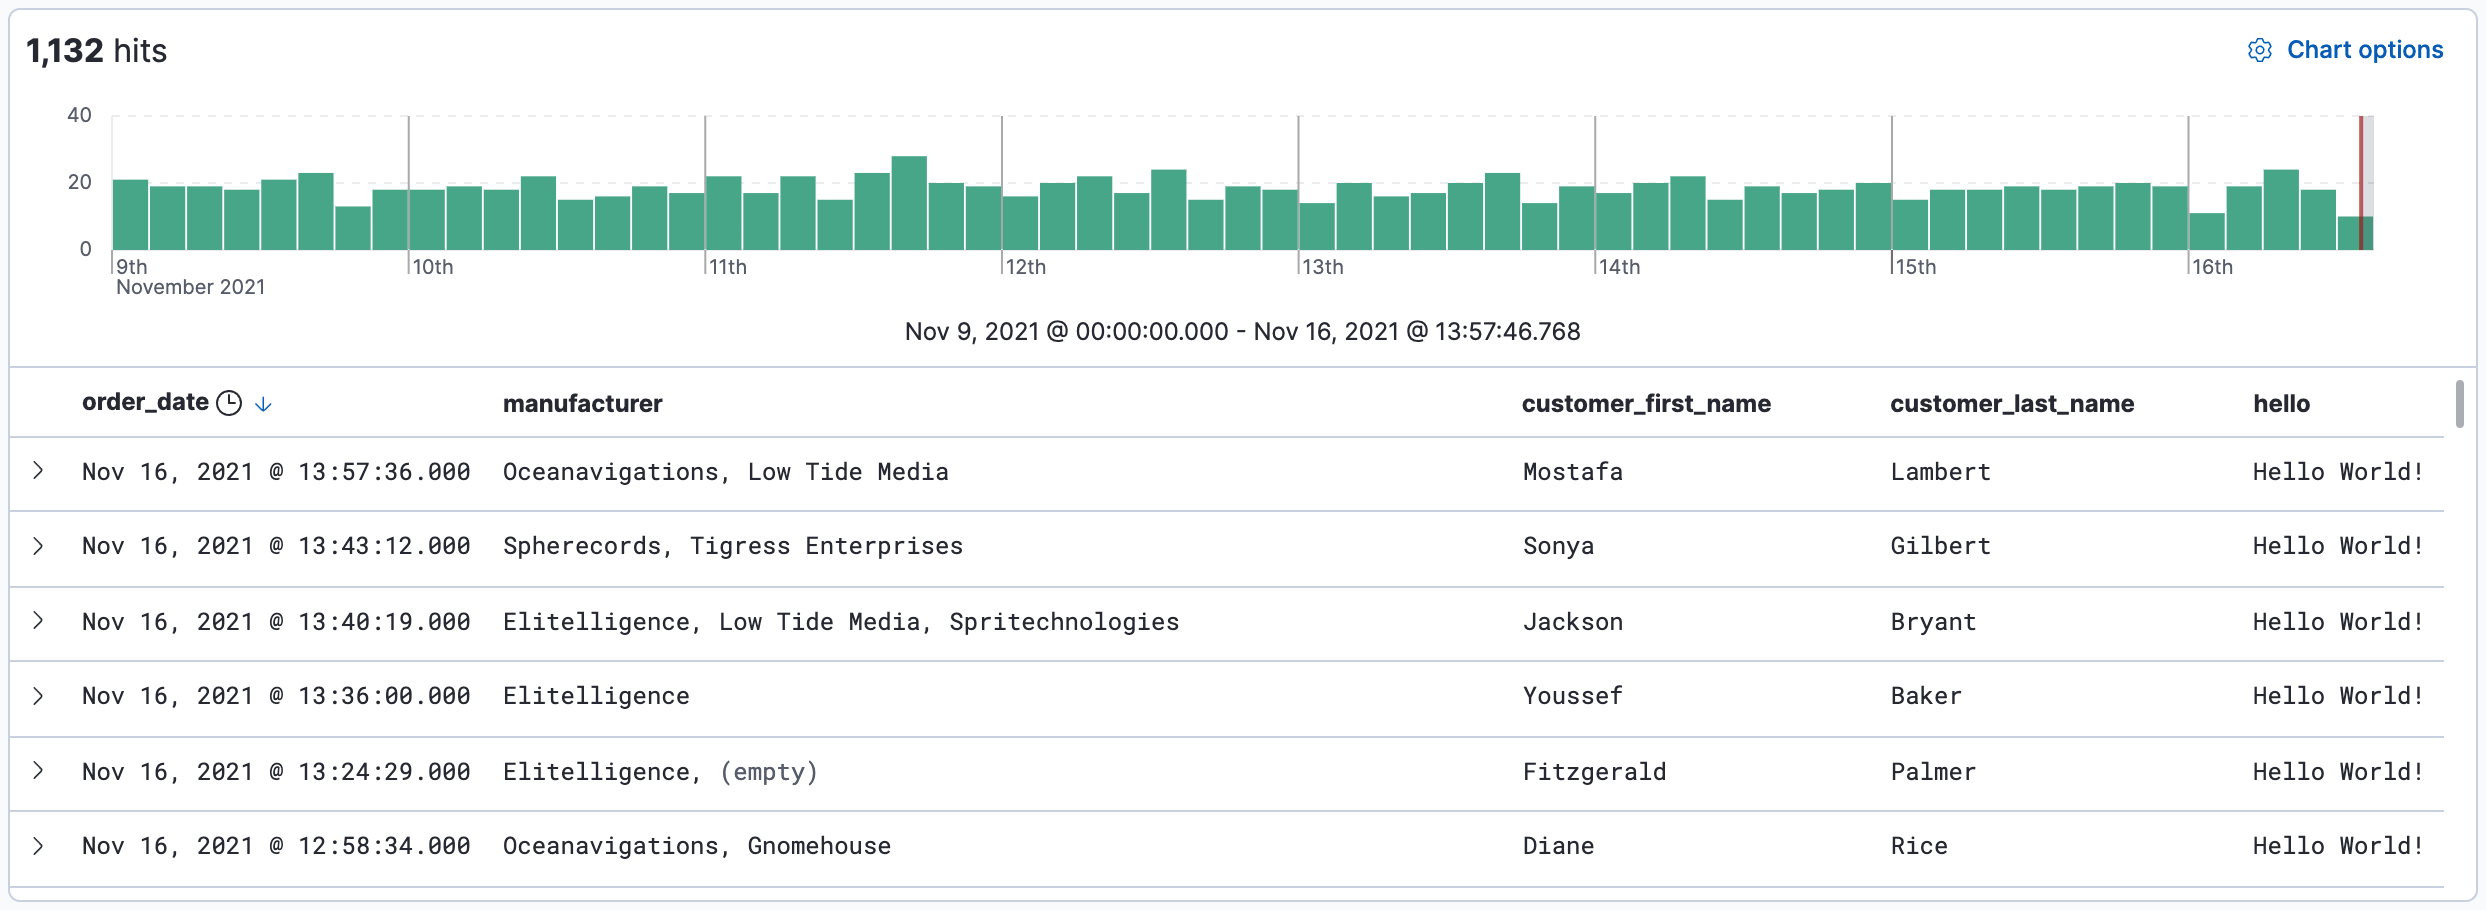 1,132 hits
Chart options
40
20
0
9th 10th 11th 12th 13th 14th 15th 16th
November 2021
Nov 9, 2021 @ 00:00:00.000 - Nov 16, 2021 @ 13:57:46.768
order_date manufacturer customer_first_name customer_last_name hello
Nov 16, 2021 @ 13:57:36.000 Oceanavigations, Low Tide Media Mostafa Lambert Hello World!
Nov 16, 2021 @ 13:43:12.000 Spherecords, Tigress Enterprises Sonya Gilbert Hello World!
Nov 16, 2021 @ 13:40:19.000 Elitelligence, Low Tide Media, Spritechnologies Jackson Bryant Hello World!
Nov 16, 2021 @ 13:36:00.000 Elitelligence Youssef Baker Hello World!
Nov 16, 2021 @ 13:24:29.000 Elitelligence, (empty) Fitzgerald Palmer Hello World!
Nov 16, 2021 @ 12:58:34.000 Oceanavigations, Gnomehouse Diane Rice Hello World!